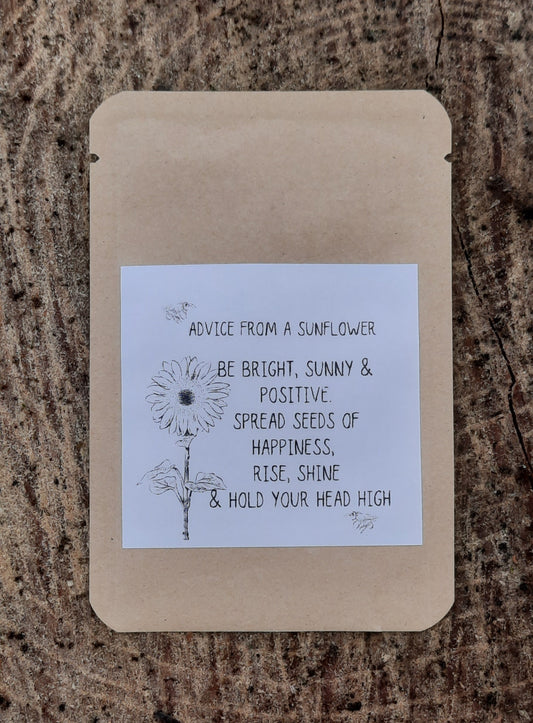 ADVICE FROM A SUNFLOWER
BE BRIGHT, SUNNY &
POSITIVE.
SPREAD SEEDS OF
HAPPINESS,
RISE, SHINE
& HOLD YOUR HEAD HIGH